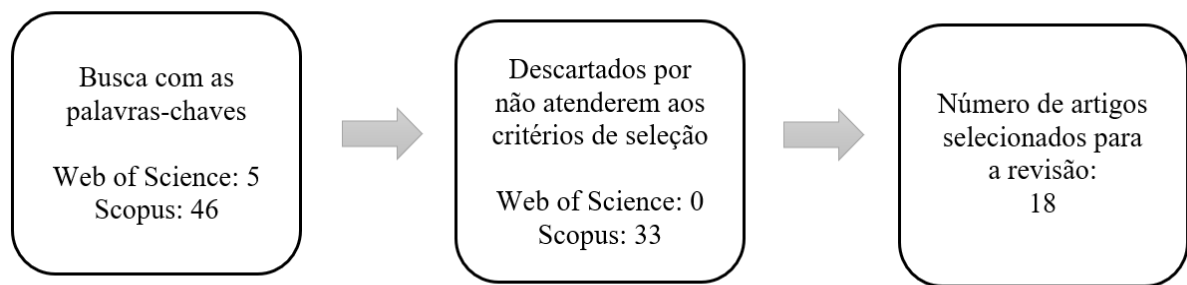 Busca com as
palavras-chaves
Web of Science: 5
Scopus: 46
Descartados por
não atenderem aos
critérios de seleção
Web of Science: 0
Scopus: 33
Número de artigos
selecionados para
a revisão:
18